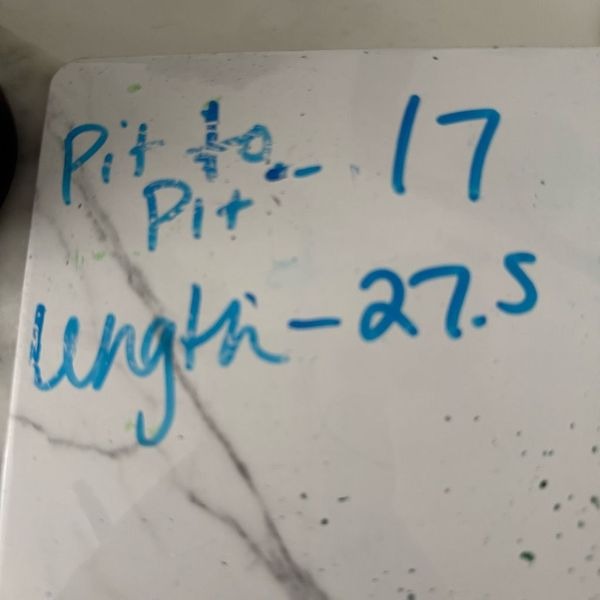 Pit to - 17
Pit
length - 27.5